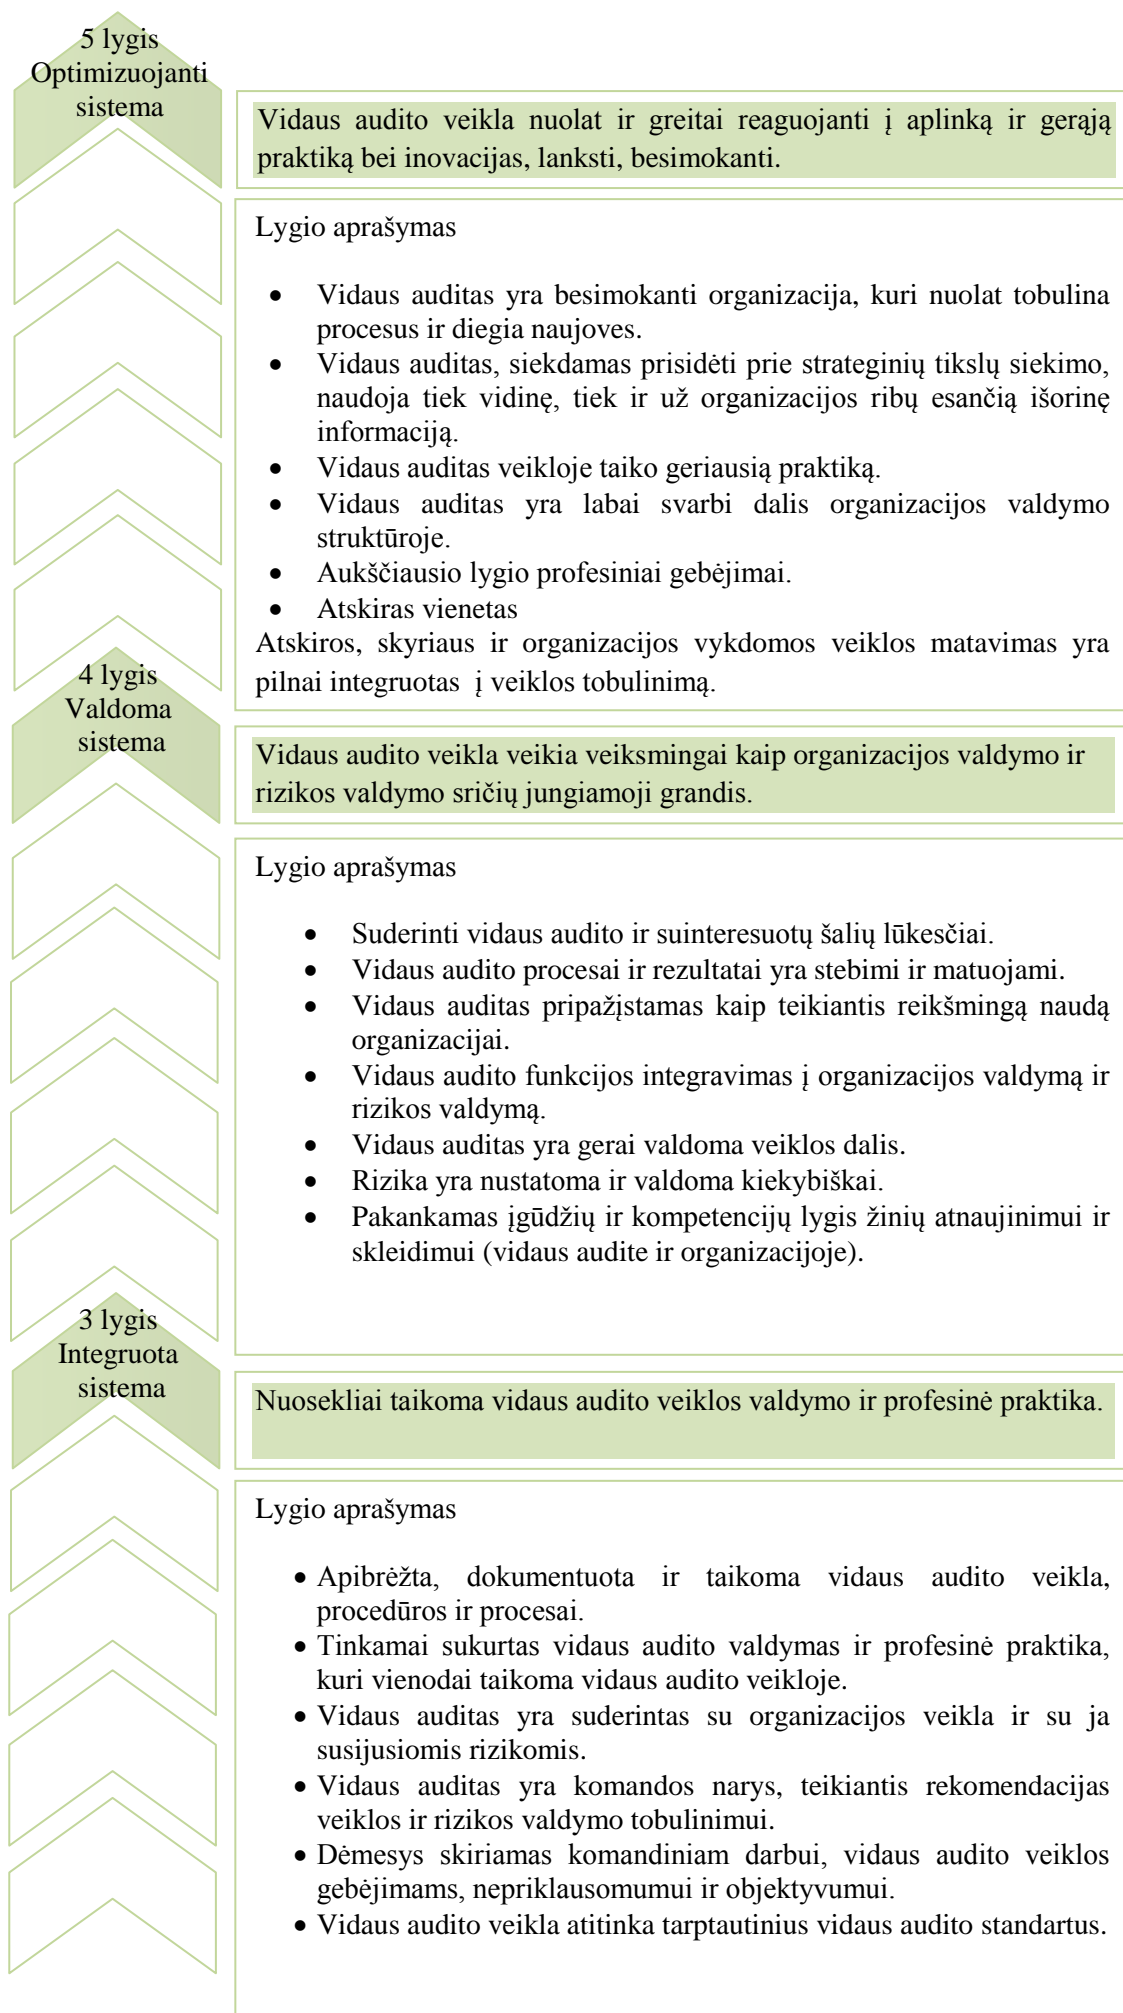 5 lygis
Optimizuojanti
sistema
Vidaus audito veikla nuolat ir greitai reaguojanti į aplinką ir gerąją
praktiką bei inovacijas, lanksti, besimokanti.
Lygio aprašymas
• Vidaus auditas yra besimokanti organizacija, kuri nuolat tobulina
procesus ir diegia naujoves.
• Vidaus auditas, siekdamas prisidėti prie strateginių tikslų siekimo,
naudoja tiek vidinę, tiek ir už organizacijos ribų esančią išorinę
informaciją.
• Vidaus auditas veikloje taiko geriausią praktiką.
• Vidaus auditas yra labai svarbi dalis organizacijos valdymo
struktūroje.
• Aukščiausio lygio profesiniai gebėjimai.
• Atskiras vienetas
Atskiros, skyriaus ir organizacijos vykdomos veiklos matavimas yra
pilnai integruotas į veiklos tobulinimą.
4 lygis
Valdoma
sistema
Vidaus audito veikla veikia veiksmingai kaip organizacijos valdymo ir
rizikos valdymo sričių jungiamoji grandis.
Lygio aprašymas
• Suderinti vidaus audito ir suinteresuotų šalių lūkesčiai.
• Vidaus audito procesai ir rezultatai yra stebimi ir matuojami.
• Vidaus auditas pripažįstamas kaip teikiantis reikšmingą naudą
organizacijai.
• Vidaus audito funkcijos integravimas į organizacijos valdymą ir
rizikos valdymą.
• Vidaus auditas yra gerai valdoma veiklos dalis.
• Rizika yra nustatoma ir valdoma kiekybiškai.
• Pakankamas įgūdžių ir kompetencijų lygis žinių atnaujinimui ir
skleidimui (vidaus audite ir organizacijoje).
3 lygis
Integruota
sistema
Nuosekliai taikoma vidaus audito veiklos valdymo ir profesinė praktika.
Lygio aprašymas
• Apibrėžta, dokumentuota ir taikoma vidaus audito veikla,
procedūros ir procesai.
• Tinkamai sukurtas vidaus audito valdymas ir profesinė praktika,
kuri vienodai taikoma vidaus audito veikloje.
• Vidaus auditas yra suderintas su organizacijos veikla ir su ja
susijusiomis rizikomis.
• Vidaus auditas yra komandos narys, teikiantis rekomendacijas
veiklos ir rizikos valdymo tobulinimui.
• Dėmesys skiriamas komandiniam darbui, vidaus audito veiklos
gebėjimams, nepriklausomumui ir objektyvumui.
• Vidaus audito veikla atitinka tarptautinius vidaus audito standartus.